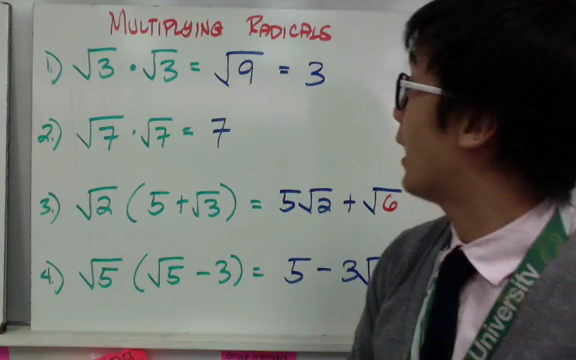 MULTIPLYING RADICALS
1) √3 · √3 = √9 = 3
2.) √7 · √7 = 7
3.) √2 (5 + √3) = 5√2 + √6
4.) √5 (√5 - 3) = 5 - 3√
University